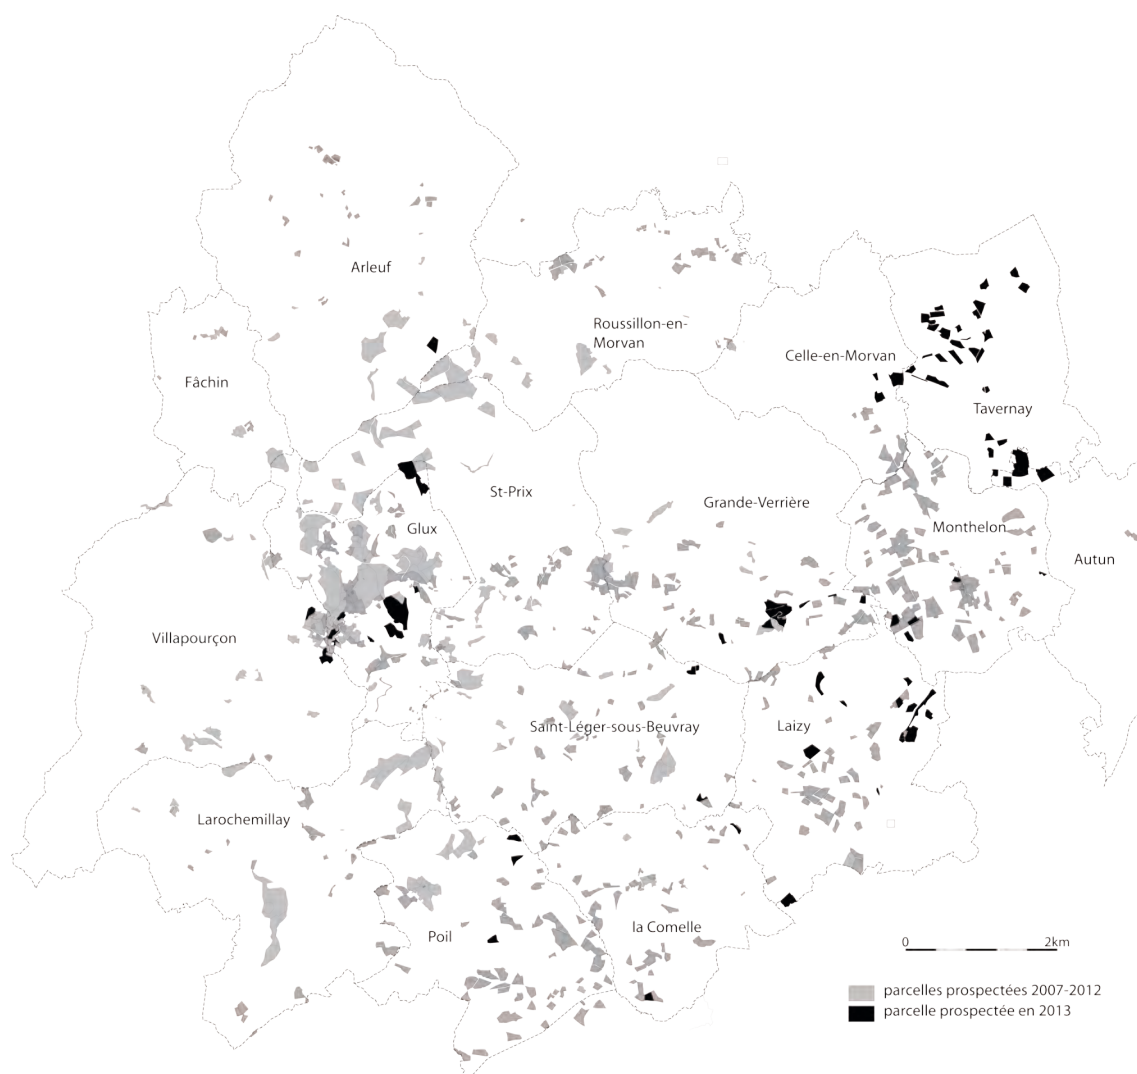 Arleuf
Roussillon-en-
Morvan
Celle-en-Morvan
Fâchin
Tavernay
St-Prix
Grande-Verrière
Glux
Monthelon
Autun
Villapourçon
Saint-Léger-sous-Beuvray
Laizy
Larochemillay
la Comelle
Poil
0 2km
parcelles prospectées 2007-2012
parcelle prospectée en 2013